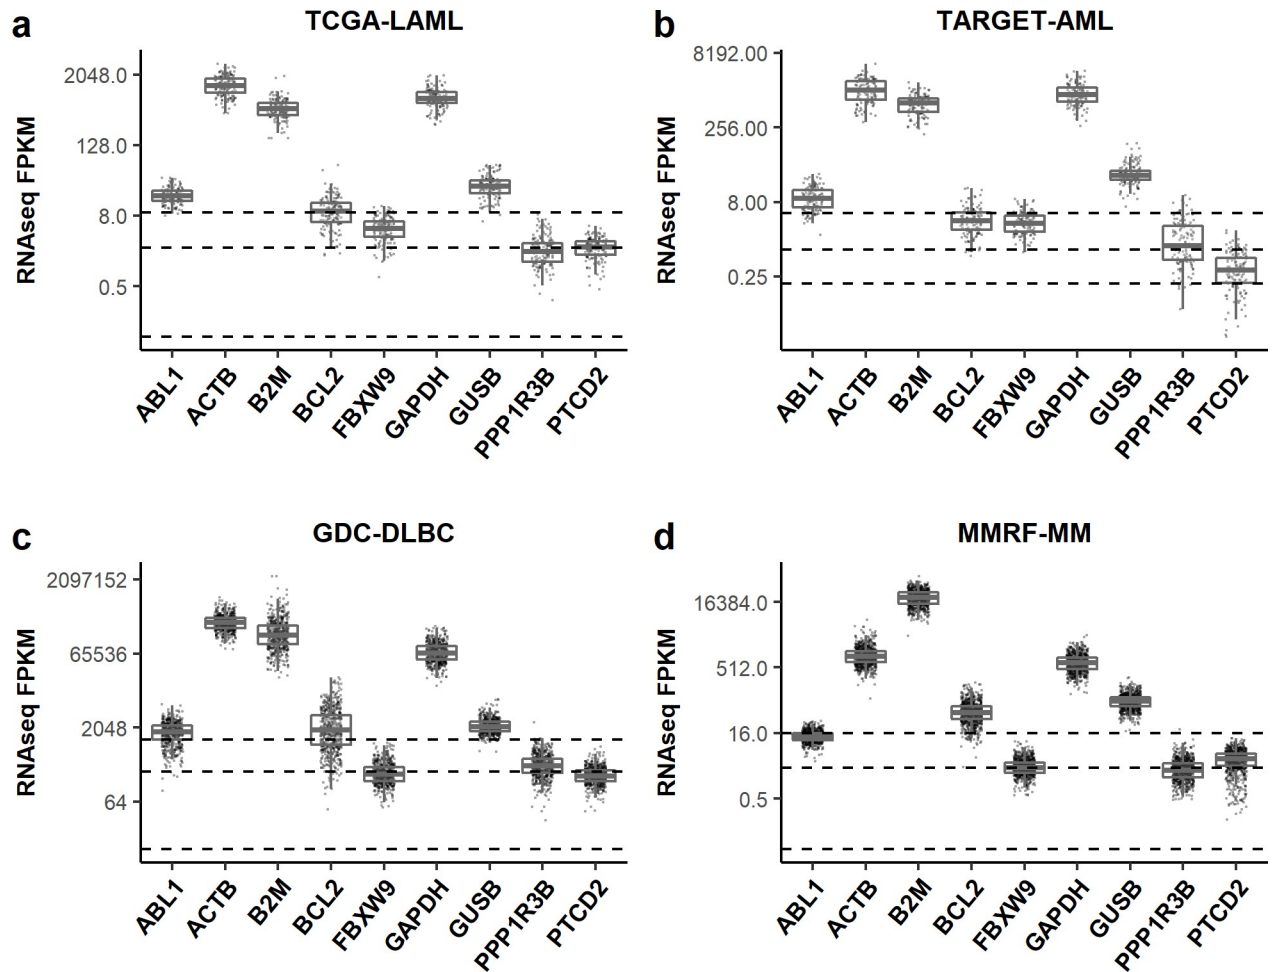 a
TCGA-LAML
RNAseq FPKM
2048.0
128.0
8.0
0.5
ABL1
ACTB
B2M
BCL2
FBXW9
GAPDH
GUSB
PPP1R3B
PTCD2
b
TARGET-AML
RNAseq FPKM
8192.00
256.00
8.00
0.25
ABL1
ACTB
B2M
BCL2
FBXW9
GAPDH
GUSB
PPP1R3B
PTCD2
c
GDC-DLBC
RNAseq FPKM
2097152
65536
2048
64
ABL1
ACTB
B2M
BCL2
FBXW9
GAPDH
GUSB
PPP1R3B
PTCD2
d
MMRF-MM
RNAseq FPKM
16384.0
512.0
16.0
0.5
ABL1
ACTB
B2M
BCL2
FBXW9
GAPDH
GUSB
PPP1R3B
PTCD2